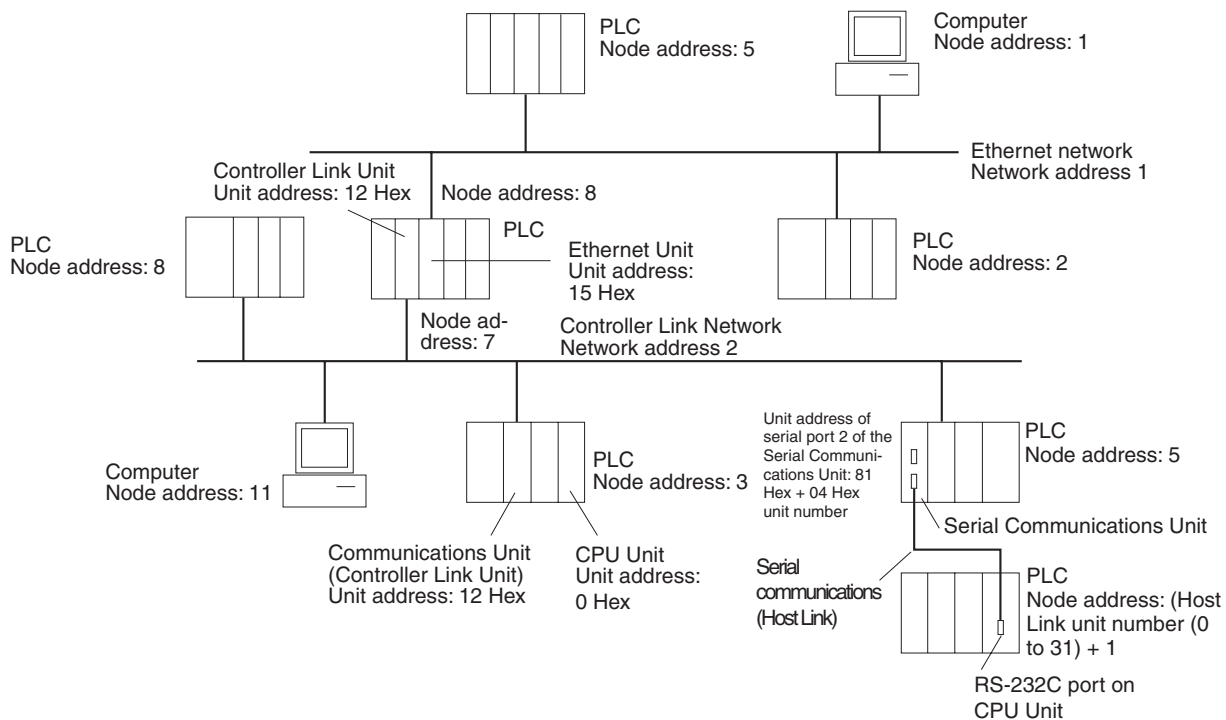 PLC
Node address: 5
Computer
Node address: 1
Ethernet network
Network address 1
Controller Link Unit
Unit address: 12 Hex
Node address: 8
PLC
Node address: 8
PLC
Ethernet Unit
Unit address:
15 Hex
PLC
Node address: 2
Node ad-
dress: 7
Controller Link Network
Network address 2
Computer
Node address: 11
PLC
Node address: 3
Unit address of
serial port 2 of the
Serial Communi-
cations Unit: 81
Hex + 04 Hex
unit number
PLC
Node address: 5
Serial Communications Unit
Communications Unit
(Controller Link Unit)
Unit address: 12 Hex
CPU Unit
Unit address:
0 Hex
Serial
communications
(Host Link)
PLC
Node address: (Host
Link unit number (0
to 31) + 1
RS-232C port on
CPU Unit